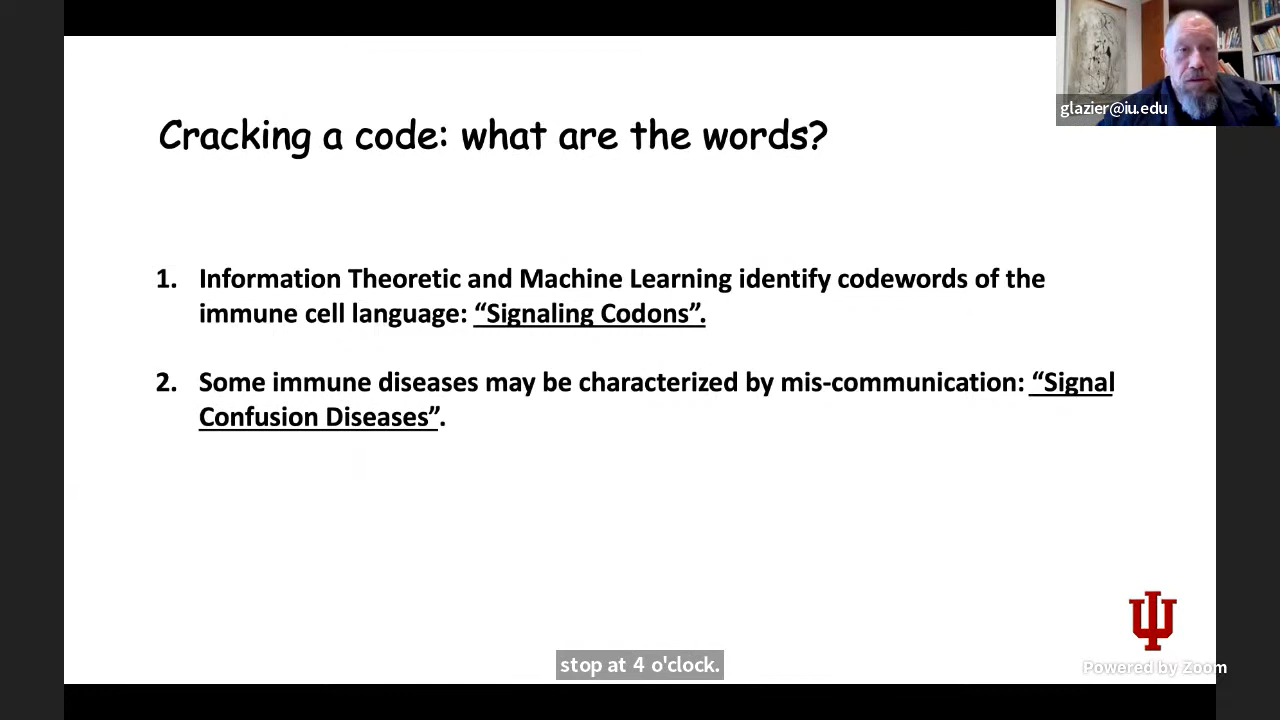 glazier@iu.edu
Cracking a code: what are the words?
1. Information Theoretic and Machine Learning identify codewords of the
immune cell language: “Signaling Codons”.
2. Some immune diseases may be characterized by mis-communication: “Signal
Confusion Diseases”.
stop at 4 o'clock.
Powered by Zoom